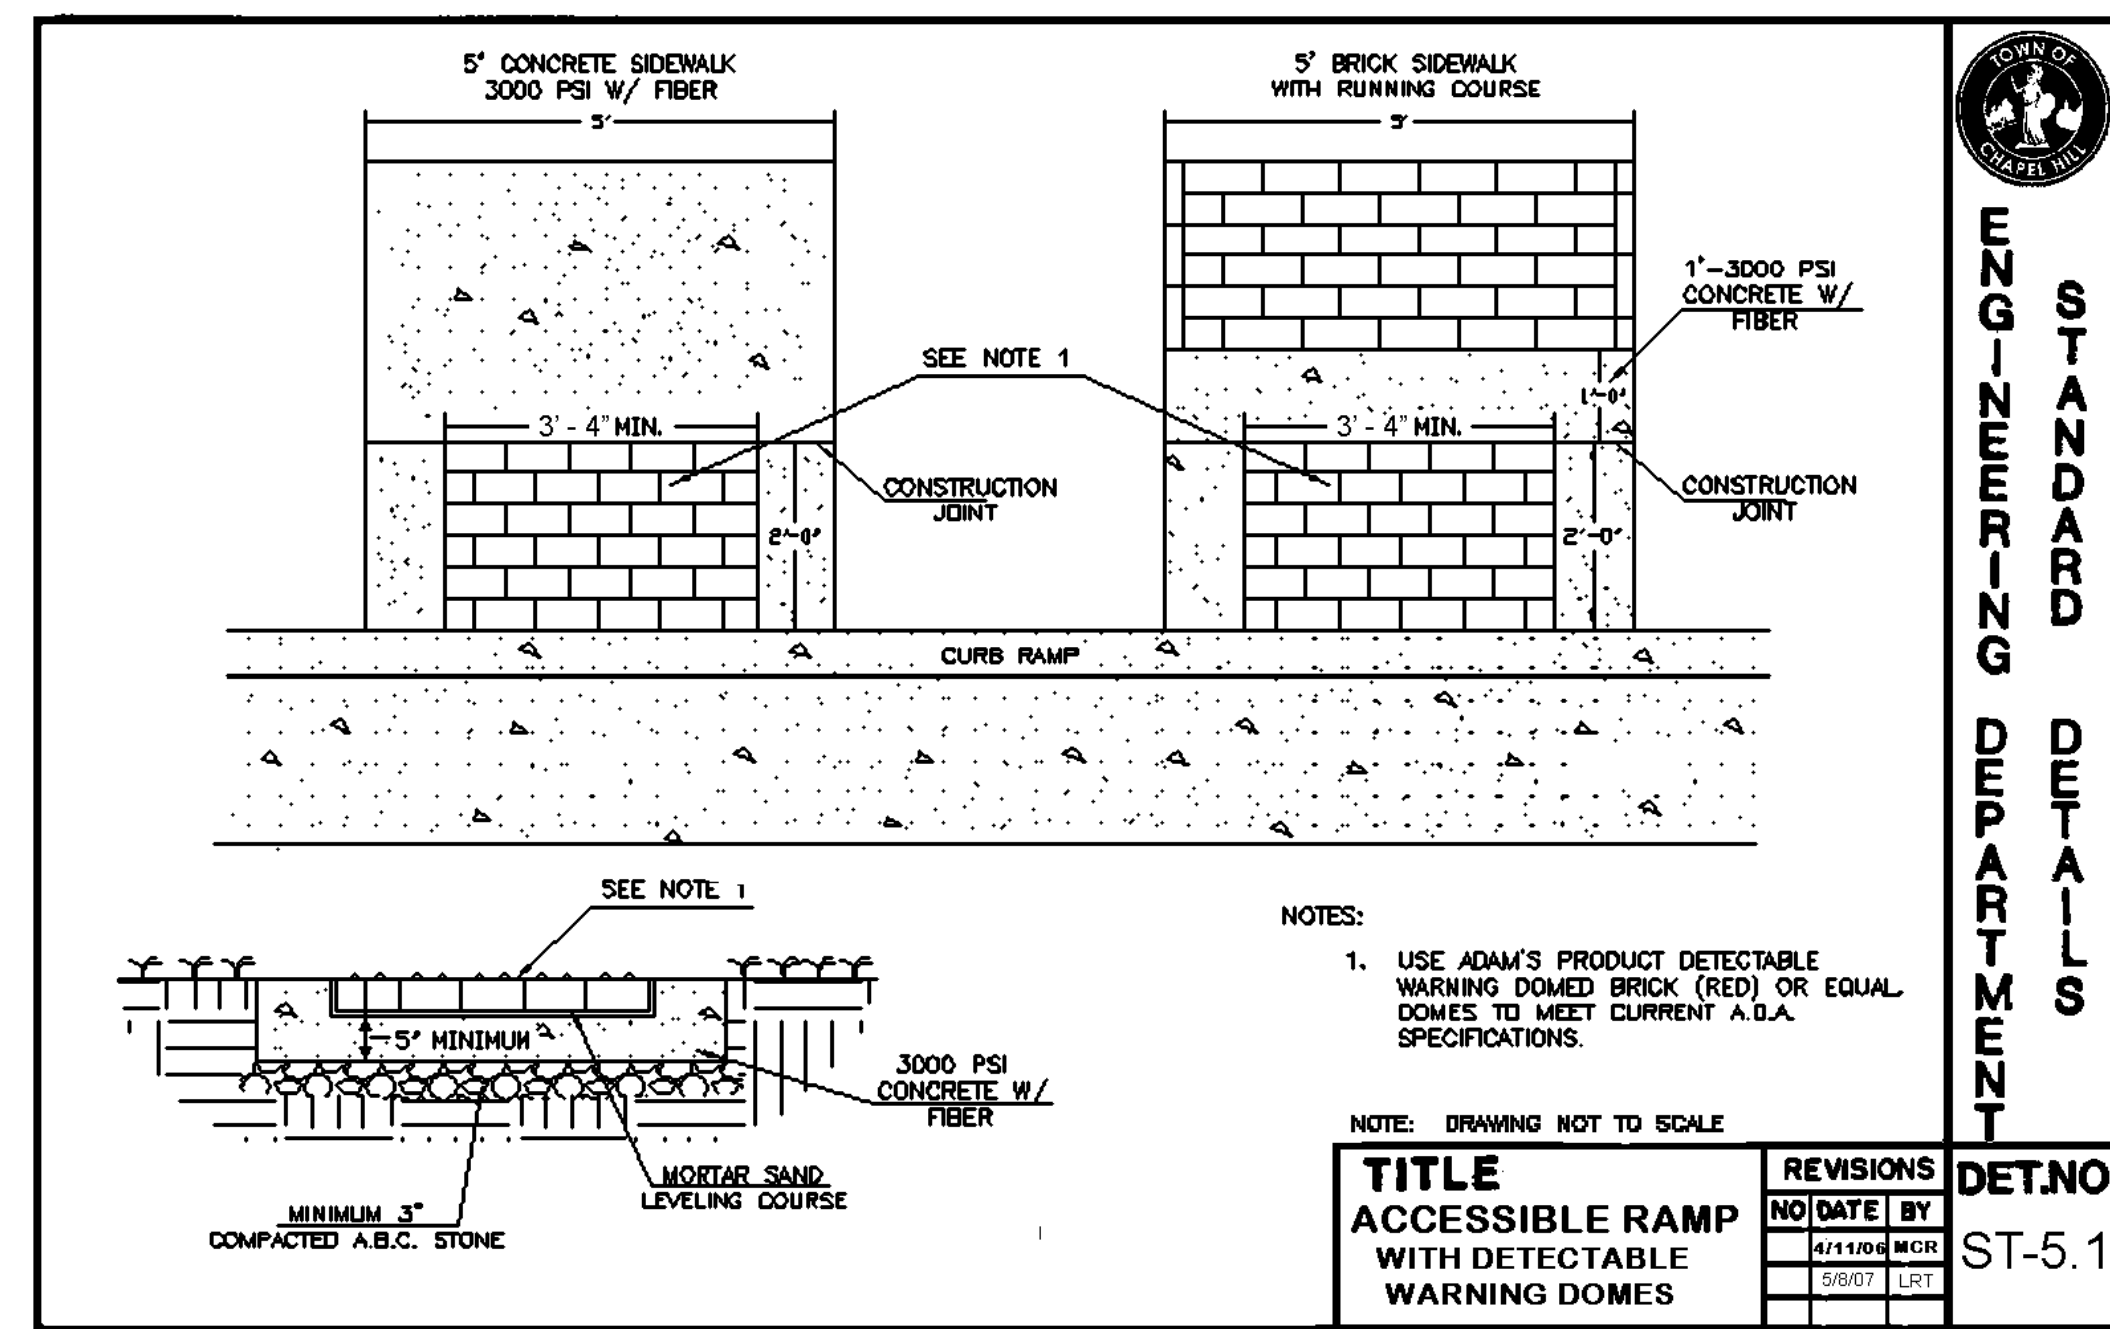 5' CONCRETE SIDEWALK
3000 PSI W/ FIBER
5'
5' BRICK SIDEWALK
WITH RUNNING COURSE
5'
1'-3000 PSI
CONCRETE W/
FIBER
SEE NOTE 1
1'-0"
3' - 4" MIN.
3' - 4" MIN.
CONSTRUCTION
JOINT
CONSTRUCTION
JOINT
2'-0"
2'-0"
CURB RAMP
SEE NOTE 1
5" MINIMUM
3000 PSI
CONCRETE W/
FIBER
MORTAR SAND
LEVELING COURSE
MINIMUM 3"
COMPACTED A.B.C. STONE
NOTES:
1. USE ADAM'S PRODUCT DETECTABLE
WARNING DOMED BRICK (RED) OR EQUAL.
DOMES TO MEET CURRENT A.D.A.
SPECIFICATIONS.
NOTE: DRAWING NOT TO SCALE
TITLE
ACCESSIBLE RAMP
WITH DETECTABLE
WARNING DOMES
REVISIONS
NO DATE BY
4/11/06 MCR
5/8/07 LRT
TOWN OF
CHAPEL HILL
ENGINEERING DEPARTMENT
STANDARD DETAILS
DET.NO
ST-5.1